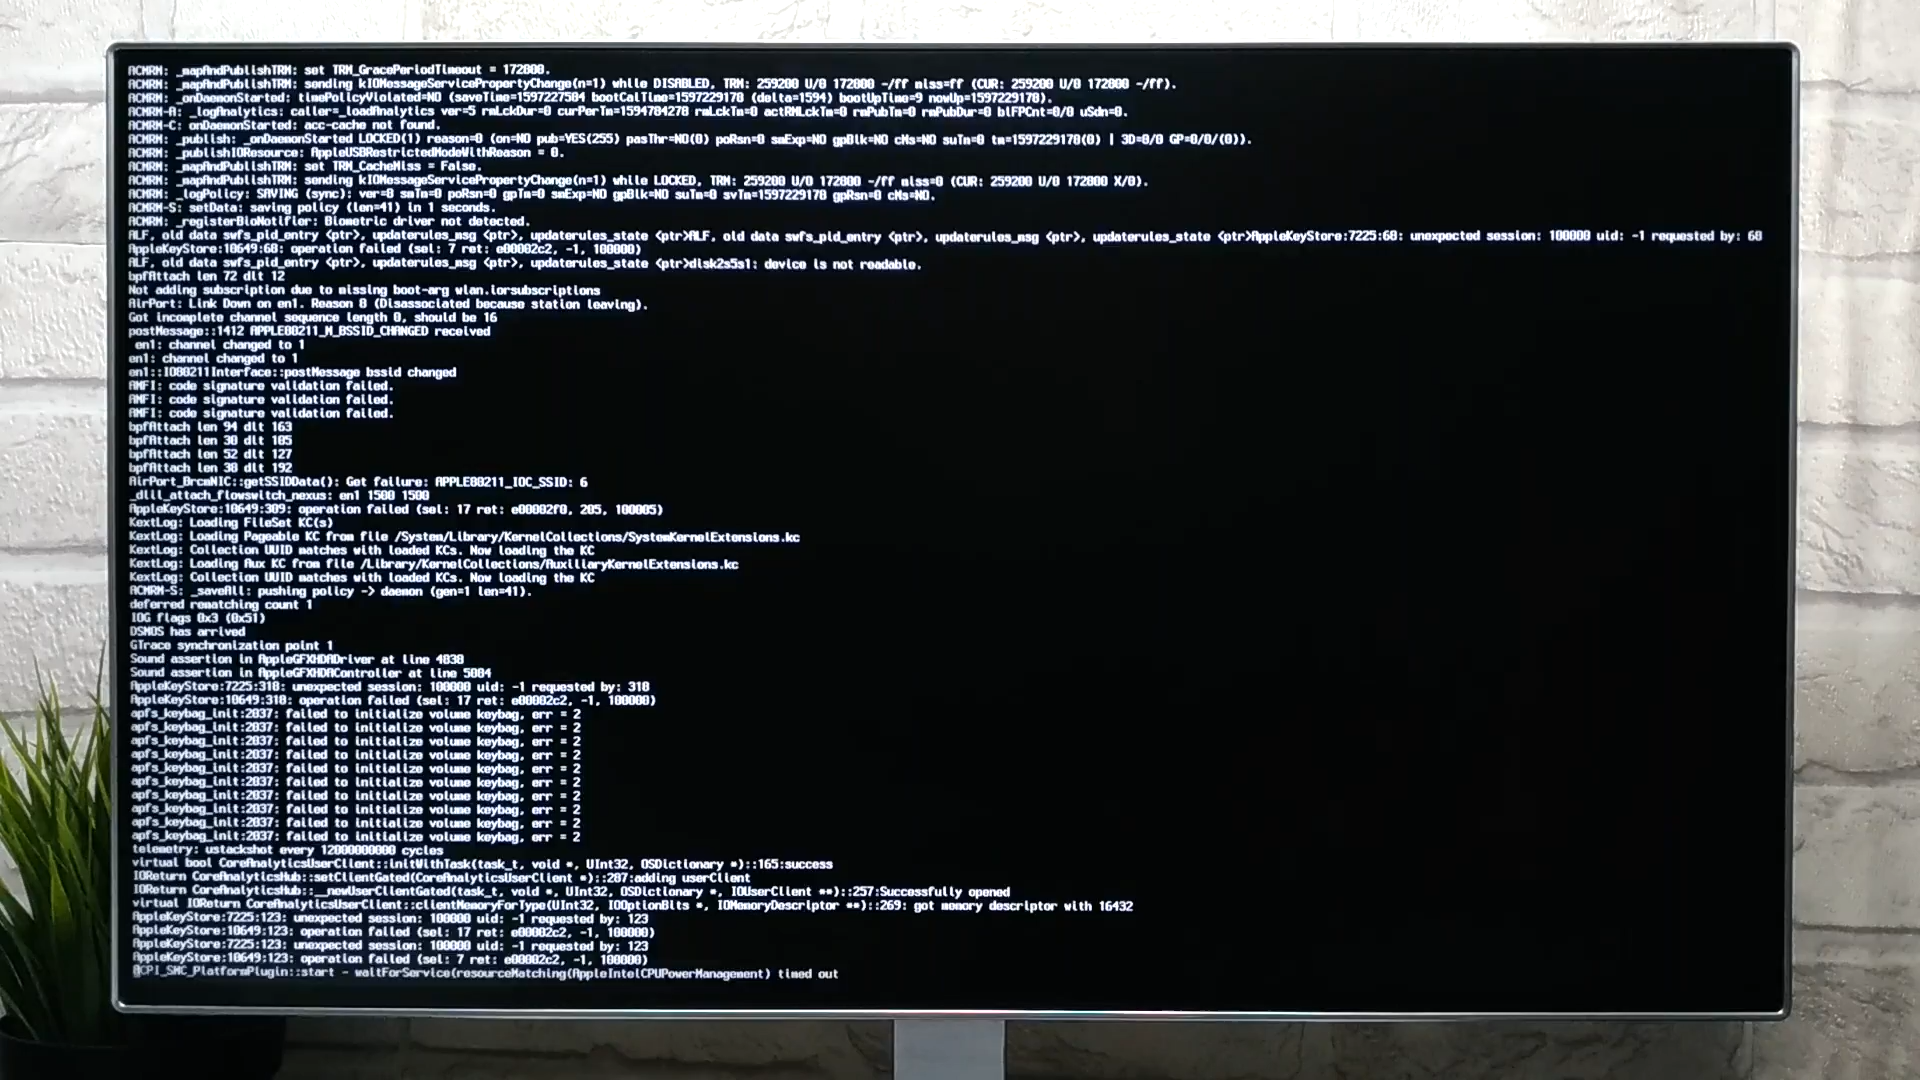 ACMRM: _mapAndPublishTRM: set TRM_GracePeriodTimeout = 172800.
ACMRM: _mapAndPublishTRM: sending kIOMessageServicePropertyChange(n=1) while DISABLED, TRM: 259200 U/0 172800 -/ff miss=ff (CUR: 259200 U/0 172800 -/ff).
ACMRM: _onDaemonStarted: timePolicyViolated=NO (saveTime=1597227584 bootCalTime=1597229178 (delta=1594) bootUpTime=9 nowUp=1597229178).
ACMRM-A: _logAnalytics: caller=_loadAnalytics ver=5 rmLckDur=0 curPerTm=1594784278 rmLckTm=0 actRMLckTm=0 rmPubTm=0 rmPubDur=0 blFPCnt=0/0 uSdn=0.
ACMRM-C: onDaemonStarted: acc-cache not found.
ACMRM: _publish: _onDaemonStarted LOCKED(1) reason=0 (on=NO pub=YES(255) pasThr=NO(0) poRsn=0 smExp=NO gpBlk=NO cMs=NO suTm=0 tm=1597229178(0) | 3D=0/0 GP=0/0/(0)).
ACMRM: _publishIOResource: AppleUSBRestrictedModeWithReason = 0.
ACMRM: _mapAndPublishTRM: set TRM_CacheMiss = False.
ACMRM: _mapAndPublishTRM: sending kIOMessageServicePropertyChange(n=1) while LOCKED, TRM: 259200 U/0 172800 -/ff miss=0 (CUR: 259200 U/0 172800 X/0).
ACMRM: _logPolicy: SAVING (sync): ver=8 saTm=0 poRsn=0 gpTm=0 smExp=NO gpBlk=NO suTm=0 svTm=1597229178 gpRsn=0 cMs=NO.
ACMRM-S: setData: saving policy (len=41) in 1 seconds.
ACMRM: _registerBioNotifier: Biometric driver not detected.
ALF, old data swfs_pid_entry <ptr>, updaterules_msg <ptr>, updaterules_state <ptr>ALF, old data swfs_pid_entry <ptr>, updaterules_msg <ptr>, updaterules_state <ptr>AppleKeyStore:7225:68: unexpected session: 100000 uid: -1 requested by: 68
AppleKeyStore:10649:68: operation failed (sel: 7 ret: e00002c2, -1, 100000)
ALF, old data swfs_pid_entry <ptr>, updaterules_msg <ptr>, updaterules_state <ptr>disk2s5s1: device is not readable.
bpfAttach len 72 dlt 12
Not adding subscription due to missing boot-arg wlan.iorsubscriptions
AirPort: Link Down on en1. Reason 8 (Disassociated because station leaving).
Got incomplete channel sequence length 0, should be 16
postMessage::1412 APPLE80211_M_BSSID_CHANGED received
en1: channel changed to 1
en1: channel changed to 1
en1::IO80211Interface::postMessage bssid changed
AMFI: code signature validation failed.
AMFI: code signature validation failed.
AMFI: code signature validation failed.
bpfAttach len 94 dlt 163
bpfAttach len 30 dlt 105
bpfAttach len 52 dlt 127
bpfAttach len 38 dlt 192
AirPort_BrcmNIC::getSSIDData(): Get failure: APPLE80211_IOC_SSID: 6
_dlil_attach_flowswitch_nexus: en1 1500 1500
AppleKeyStore:10649:309: operation failed (sel: 17 ret: e00002f0, 205, 100005)
KextLog: Loading FileSet KC(s)
KextLog: Loading Pageable KC from file /System/Library/KernelCollections/SystemKernelExtensions.kc
KextLog: Collection UUID matches with loaded KCs. Now loading the KC
KextLog: Loading Aux KC from file /Library/KernelCollections/AuxiliaryKernelExtensions.kc
KextLog: Collection UUID matches with loaded KCs. Now loading the KC
ACMRM-S: _saveAll: pushing policy -> daemon (gen=1 len=41).
deferred rematching count 1
IOG flags 0x3 (0x51)
DSMOS has arrived
GTrace synchronization point 1
Sound assertion in AppleGFXHDADriver at line 4030
Sound assertion in AppleGFXHDAController at line 5004
AppleKeyStore:7225:318: unexpected session: 100000 uid: -1 requested by: 318
AppleKeyStore:10649:318: operation failed (sel: 17 ret: e00002c2, -1, 100000)
apfs_keybag_init:2037: failed to initialize volume keybag, err = 2
apfs_keybag_init:2037: failed to initialize volume keybag, err = 2
apfs_keybag_init:2037: failed to initialize volume keybag, err = 2
apfs_keybag_init:2037: failed to initialize volume keybag, err = 2
apfs_keybag_init:2037: failed to initialize volume keybag, err = 2
apfs_keybag_init:2037: failed to initialize volume keybag, err = 2
apfs_keybag_init:2037: failed to initialize volume keybag, err = 2
apfs_keybag_init:2037: failed to initialize volume keybag, err = 2
apfs_keybag_init:2037: failed to initialize volume keybag, err = 2
apfs_keybag_init:2037: failed to initialize volume keybag, err = 2
telemetry: ustackshot every 12000000000 cycles
virtual bool CoreAnalyticsUserClient::initWithTask(task_t, void *, UInt32, OSDictionary *)::165:success
IOReturn CoreAnalyticsHub::setClientGated(CoreAnalyticsUserClient *)::207:adding userClient
IOReturn CoreAnalyticsHub::__newUserClientGated(task_t, void *, UInt32, OSDictionary *, IOUserClient **)::257:Successfully opened
virtual IOReturn CoreAnalyticsUserClient::clientMemoryForType(UInt32, IOOptionBits *, IOMemoryDescriptor **)::269: got memory descriptor with 16432
AppleKeyStore:7225:123: unexpected session: 100000 uid: -1 requested by: 123
AppleKeyStore:10649:123: operation failed (sel: 17 ret: e00002c2, -1, 100000)
AppleKeyStore:7225:123: unexpected session: 100000 uid: -1 requested by: 123
AppleKeyStore:10649:123: operation failed (sel: 7 ret: e00002c2, -1, 100000)
ACPI_SMC_PlatformPlugin::start - waitForService(resourceMatching(AppleIntelCPUPowerManagement) timed out